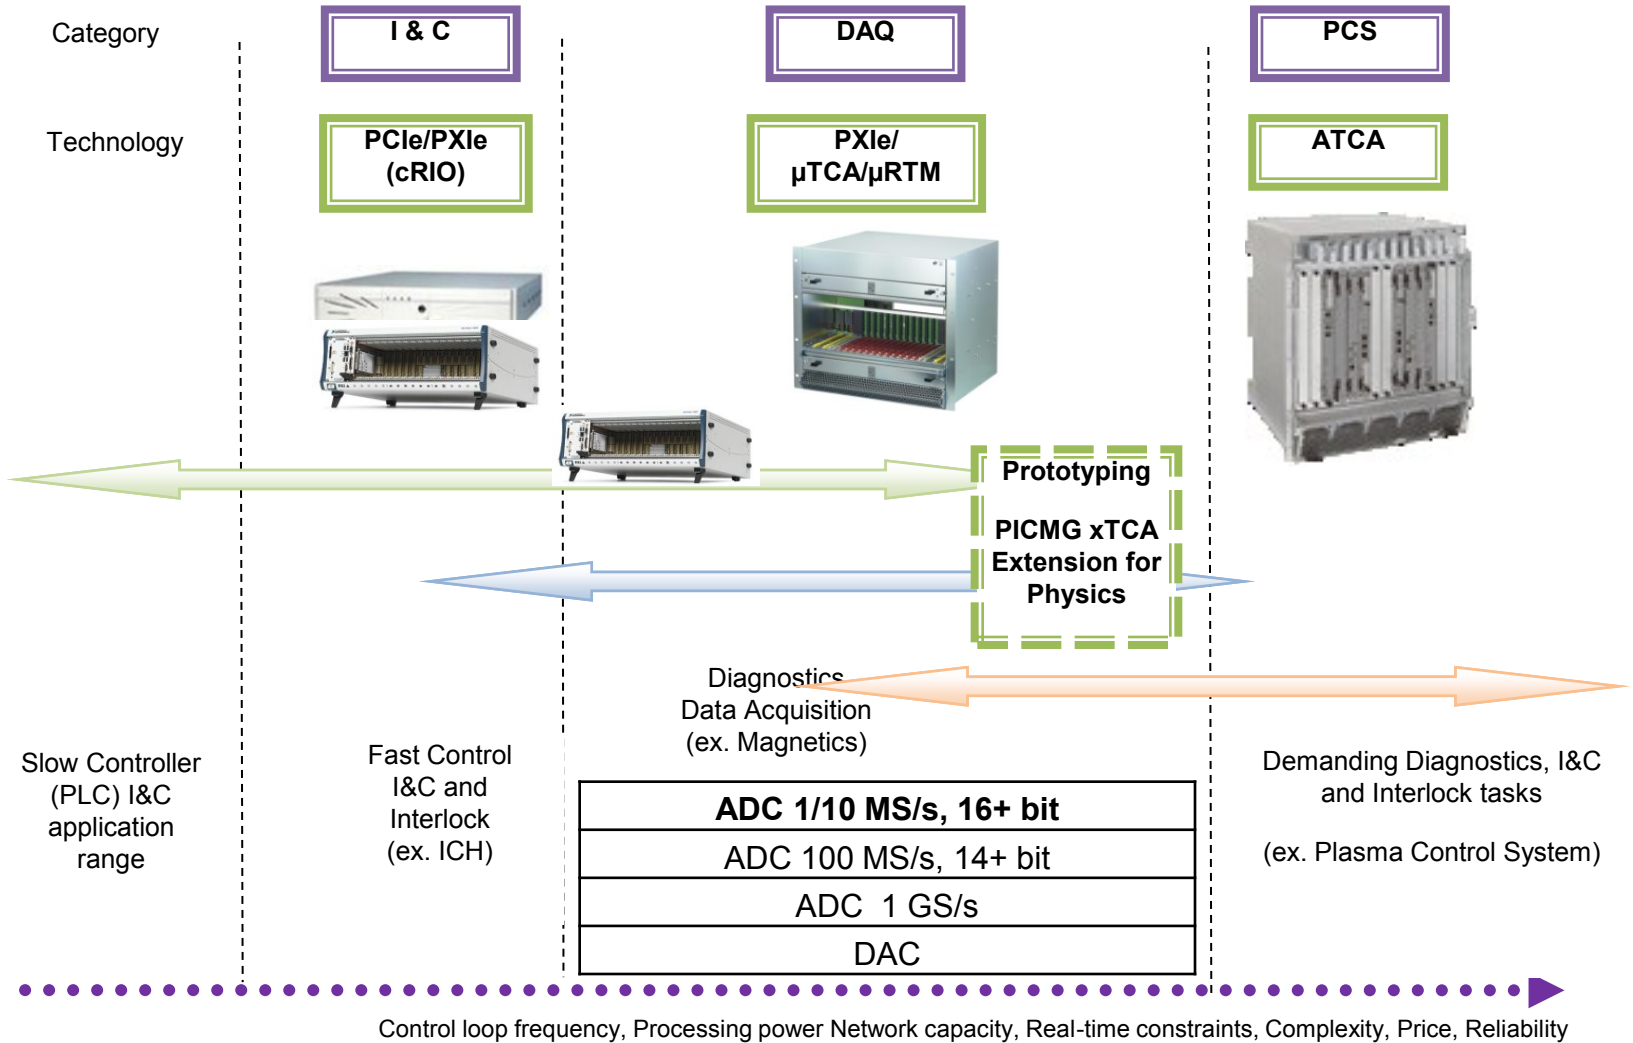 Category
I & C
DAQ
PCS
Technology
PCIe/PXIe
(cRIO)
PXIe/
µTCA/µRTM
ATCA
Prototyping
PICMG xTCA
Extension for
Physics
Diagnostics
Data Acquisition
(ex. Magnetics)
Slow Controller
(PLC) I&C
application
range
Fast Control
I&C and
Interlock
(ex. ICH)
ADC 1/10 MS/s, 16+ bit
ADC 100 MS/s, 14+ bit
ADC 1 GS/s
DAC
Demanding Diagnostics, I&C
and Interlock tasks
(ex. Plasma Control System)
Control loop frequency, Processing power Network capacity, Real-time constraints, Complexity, Price, Reliability